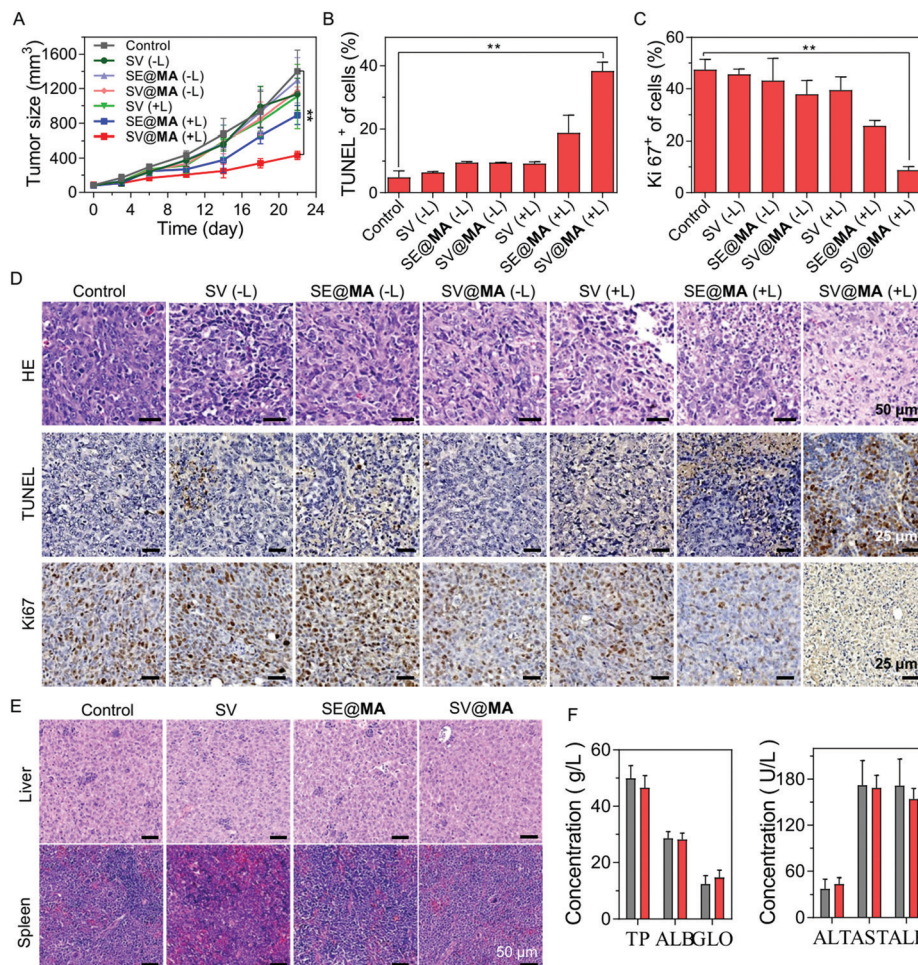 A
Tumor size (mm³)
1600
1200
800
400
0
0 4 8 12 16 20 24
Time (day)
Control
SV (-L)
SE@MA (-L)
SV@MA (-L)
SV (+L)
SE@MA (+L)
SV@MA (+L)
**
B
TUNEL⁺ of cells (%)
40
20
0
**
Control
SV (-L)
SE@MA (-L)
SV@MA (-L)
SV (+L)
SE@MA (+L)
SV@MA (+L)
C
Ki 67⁺ of cells (%)
60
40
20
0
**
Control
SV (-L)
SE@MA (-L)
SV@MA (-L)
SV (+L)
SE@MA (+L)
SV@MA (+L)
D
Control SV (-L) SE@MA (-L) SV@MA (-L) SV (+L) SE@MA (+L) SV@MA (+L)
HE
50 µm
TUNEL
25 µm
Ki67
25 µm
E
Control SV SE@MA SV@MA
Liver
Spleen
50 µm
F
Concentration ( g/L)
60
40
20
0
TP ALB GLO
Concentration ( U/L)
180
120
60
0
ALT AST